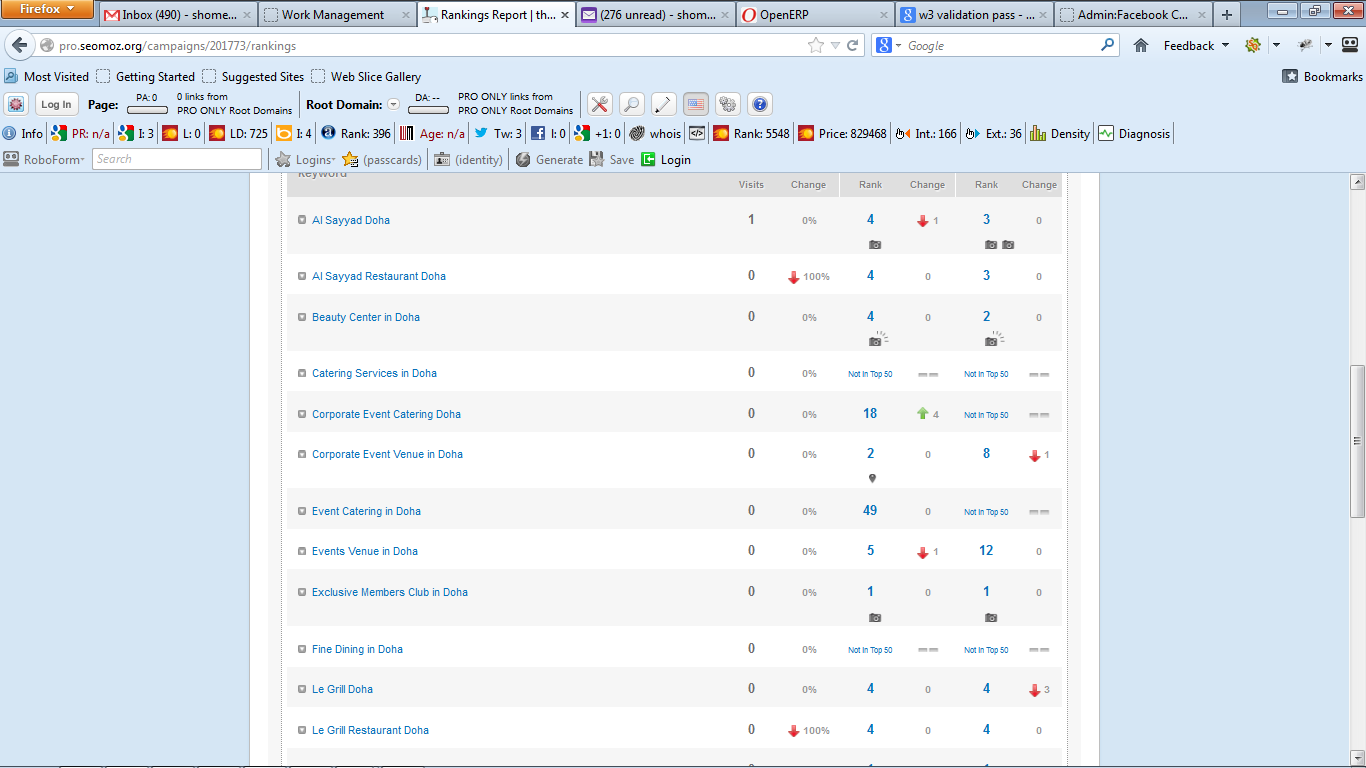 Firefox
Inbox (490) - shome...
Work Management
Rankings Report | th...
(276 unread) - shom...
OpenERP
w3 validation pass - ...
Admin:Facebook C...
pro.seomoz.org/campaigns/201773/rankings
Google
Feedback
Most Visited Getting Started Suggested Sites Web Slice Gallery Bookmarks
Log In Page: PA: 0 0 links from PRO ONLY Root Domains Root Domain: DA: -- PRO ONLY links from PRO ONLY Root Domains
Info PR: n/a I: 3 L: 0 LD: 725 I: 4 Rank: 396 Age: n/a Tw: 3 I: 0 +1: 0 whois Rank: 5548 Price: 829468 Int.: 166 Ext.: 36 Density Diagnosis
RoboForm Search Logins (passcards) (identity) Generate Save Login
Keyword Visits Change Rank Change Rank Change
Al Sayyad Doha 1 0% 4 1 3 0
Al Sayyad Restaurant Doha 0 100% 4 0 3 0
Beauty Center in Doha 0 0% 4 0 2 0
Catering Services in Doha 0 0% Not In Top 50 -- Not In Top 50 --
Corporate Event Catering Doha 0 0% 18 4 Not In Top 50 --
Corporate Event Venue in Doha 0 0% 2 0 8 1
Event Catering in Doha 0 0% 49 0 Not In Top 50 --
Events Venue in Doha 0 0% 5 1 12 0
Exclusive Members Club in Doha 0 0% 1 0 1 0
Fine Dining in Doha 0 0% Not In Top 50 -- Not In Top 50 --
Le Grill Doha 0 0% 4 0 4 3
Le Grill Restaurant Doha 0 100% 4 0 4 0